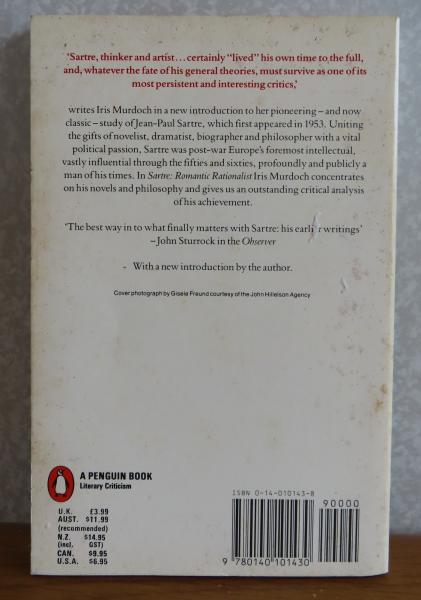 ‘Sartre, thinker and artist... certainly “lived” his own time to the full,
and, whatever the fate of his general theories, must survive as one of its
most persistent and interesting critics,’
writes Iris Murdoch in a new introduction to her pioneering – and now
classic – study of Jean-Paul Sartre, which first appeared in 1953. Uniting
the gifts of novelist, dramatist, biographer and philosopher with a vital
political passion, Sartre was post-war Europe's foremost intellectual,
vastly influential through the fifties and sixties, profoundly and publicly a
man of his times. In Sartre: Romantic Rationalist Iris Murdoch concentrates
on his novels and philosophy and gives us an outstanding critical analysis
of his achievement.
‘The best way in to what finally matters with Sartre: his earlier writings’
– John Sturrock in the Observer
- With a new introduction by the author.
Cover photograph by Gisela Freund courtesy of the John Hillelson Agency
A PENGUIN BOOK
Literary Criticism
U.K. £3.99
AUST. $11.99
(recommended)
N.Z. $14.95
(incl. GST)
CAN. $9.95
U.S.A. $6.95
ISBN 0-14-010143-8
90000
9 780140 101430